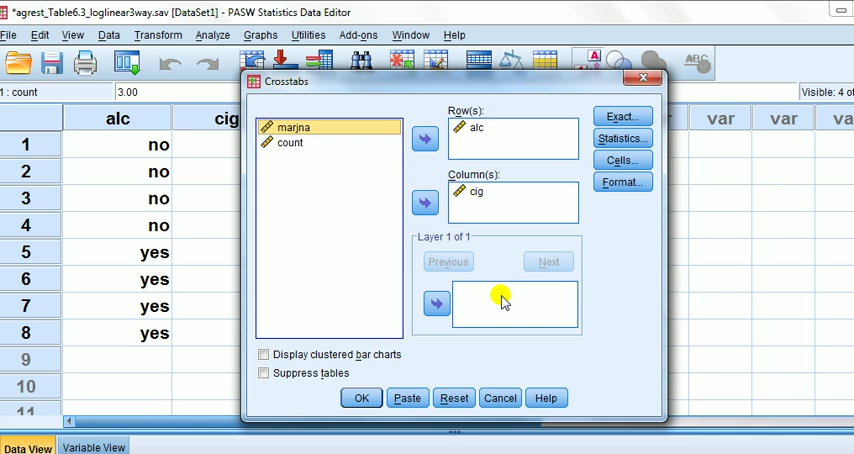 *agrest_Table6.3_loglinear3way.sav [DataSet1] - PASW Statistics Data Editor
File Edit View Data Transform Analyze Graphs Utilities Add-ons Window Help
A
ABC
1 : count 3.00 Visible: 4 of
Crosstabs
alc cig var var va
1 no
2 no
3 no
4 no
5 yes
6 yes
7 yes
8 yes
9
10
11
marjna
count
Row(s):
alc
Column(s):
cig
Layer 1 of 1
Previous Next
Exact...
Statistics...
Cells...
Format...
Display clustered bar charts
Suppress tables
OK Paste Reset Cancel Help
Data View Variable View